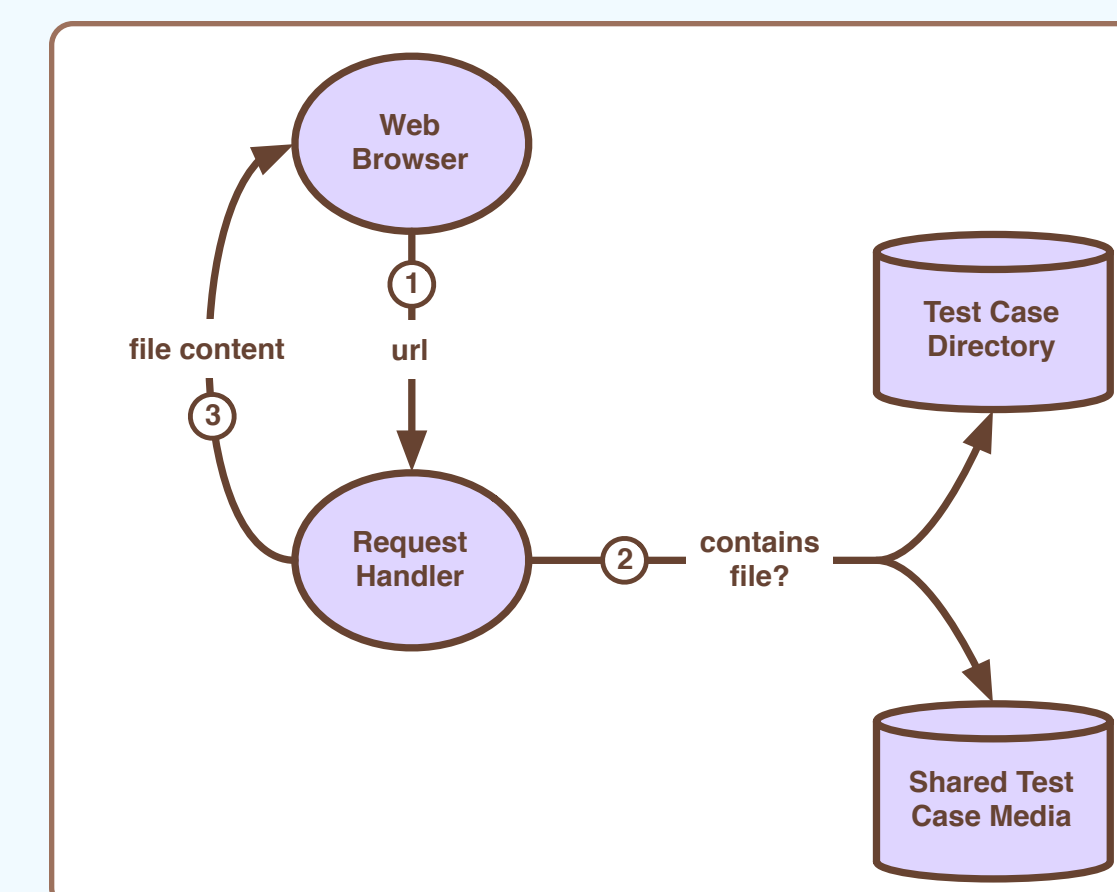 Web
Browser
1
url
file content
3
Request
Handler
2
contains
file?
Test Case
Directory
Shared Test
Case Media